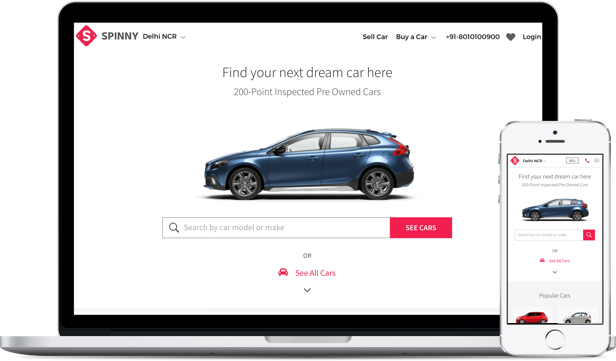 S SPINNY Delhi NCR Sell Car Buy a Car +91-8010100900 Login
Find your next dream car here
200-Point Inspected Pre Owned Cars
Search by car model or make SEE CARS
OR
See All Cars
S Delhi NCR SELL
Find your next dream car here
200-Point Inspected Pre Owned Cars
Search by car model or make
OR
See All Cars
Popular Cars